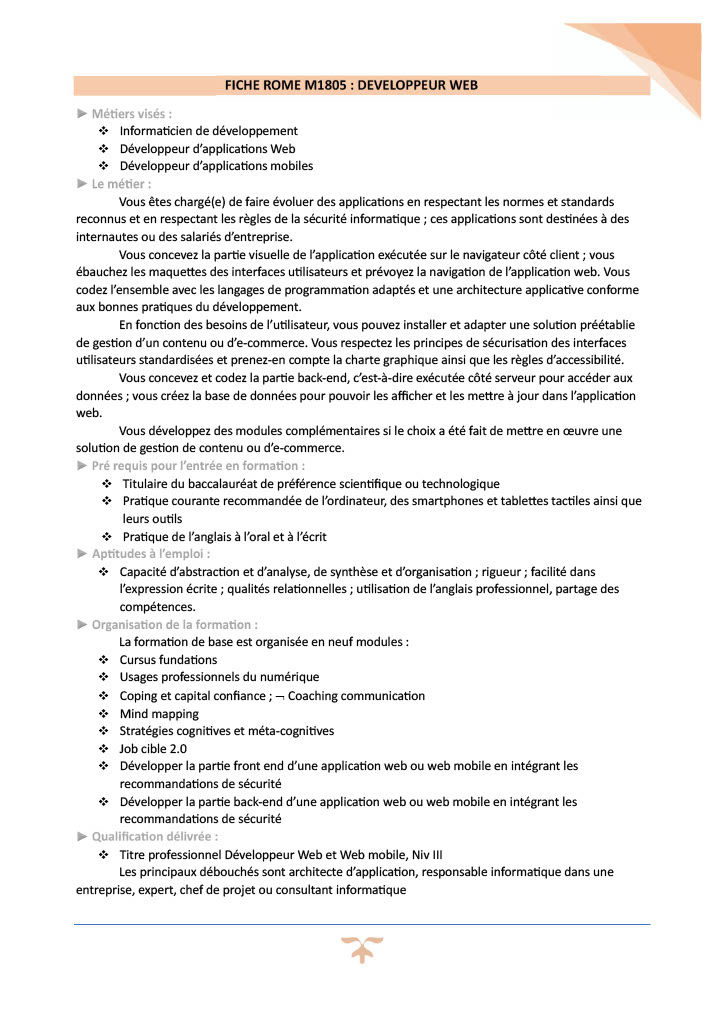 FICHE ROME M1805 : DEVELOPPEUR WEB
► Métiers visés :
❖ Informaticien de développement
❖ Développeur d’applications Web
❖ Développeur d’applications mobiles
► Le métier :
Vous êtes chargé(e) de faire évoluer des applications en respectant les normes et standards
reconnus et en respectant les règles de la sécurité informatique ; ces applications sont destinées à des
internautes ou des salariés d’entreprise.
Vous concevez la partie visuelle de l’application exécutée sur le navigateur côté client ; vous
ébauchez les maquettes des interfaces utilisateurs et prévoyez la navigation de l’application web. Vous
codez l’ensemble avec les langages de programmation adaptés et une architecture applicative conforme
aux bonnes pratiques du développement.
En fonction des besoins de l’utilisateur, vous pouvez installer et adapter une solution préétablie
de gestion d’un contenu ou d’e-commerce. Vous respectez les principes de sécurisation des interfaces
utilisateurs standardisées et prenez-en compte la charte graphique ainsi que les règles d’accessibilité.
Vous concevez et codez la partie back-end, c’est-à-dire exécutée côté serveur pour accéder aux
données ; vous créez la base de données pour pouvoir les afficher et les mettre à jour dans l’application
web.
Vous développez des modules complémentaires si le choix a été fait de mettre en œuvre une
solution de gestion de contenu ou d’e-commerce.
► Pré requis pour l’entrée en formation :
❖ Titulaire du baccalauréat de préférence scientifique ou technologique
❖ Pratique courante recommandée de l’ordinateur, des smartphones et tablettes tactiles ainsi que
leurs outils
❖ Pratique de l’anglais à l’oral et à l’écrit
► Aptitudes à l’emploi :
❖ Capacité d’abstraction et d’analyse, de synthèse et d’organisation ; rigueur ; facilité dans
l’expression écrite ; qualités relationnelles ; utilisation de l’anglais professionnel, partage des
compétences.
► Organisation de la formation :
La formation de base est organisée en neuf modules :
❖ Cursus fundations
❖ Usages professionnels du numérique
❖ Coping et capital confiance ; ¬ Coaching communication
❖ Mind mapping
❖ Stratégies cognitives et méta-cognitives
❖ Job cible 2.0
❖ Développer la partie front end d’une application web ou web mobile en intégrant les
recommandations de sécurité
❖ Développer la partie back-end d’une application web ou web mobile en intégrant les
recommandations de sécurité
► Qualification délivrée :
❖ Titre professionnel Développeur Web et Web mobile, Niv III
Les principaux débouchés sont architecte d’application, responsable informatique dans une
entreprise, expert, chef de projet ou consultant informatique